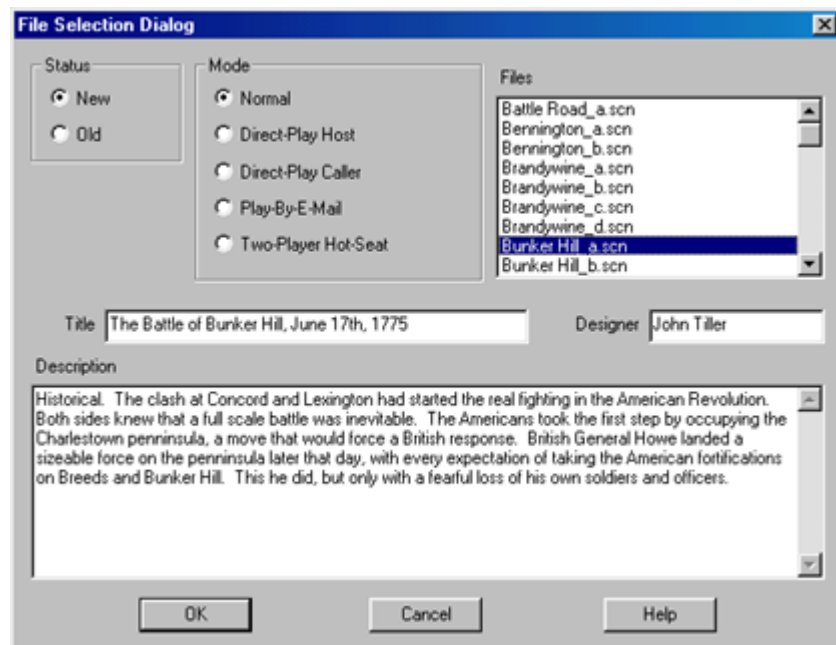 File Selection Dialog
Status
New
Old
Mode
Normal
Direct-Play Host
Direct-Play Caller
Play-By-E-Mail
Two-Player Hot-Seat
Files
Battle Road_a.scn
Bennington_a.scn
Bennington_b.scn
Brandywine_a.scn
Brandywine_b.scn
Brandywine_c.scn
Brandywine_d.scn
Bunker Hill_a.scn
Bunker Hill_b.scn
Title The Battle of Bunker Hill, June 17th, 1775
Designer John Tiller
Description
Historical. The clash at Concord and Lexington had started the real fighting in the American Revolution.
Both sides knew that a full scale battle was inevitable. The Americans took the first step by occupying the
Charlestown penninsula, a move that would force a British response. British General Howe landed a
sizeable force on the penninsula later that day, with every expectation of taking the American fortifications
on Breeds and Bunker Hill. This he did, but only with a fearful loss of his own soldiers and officers.
OK
Cancel
Help